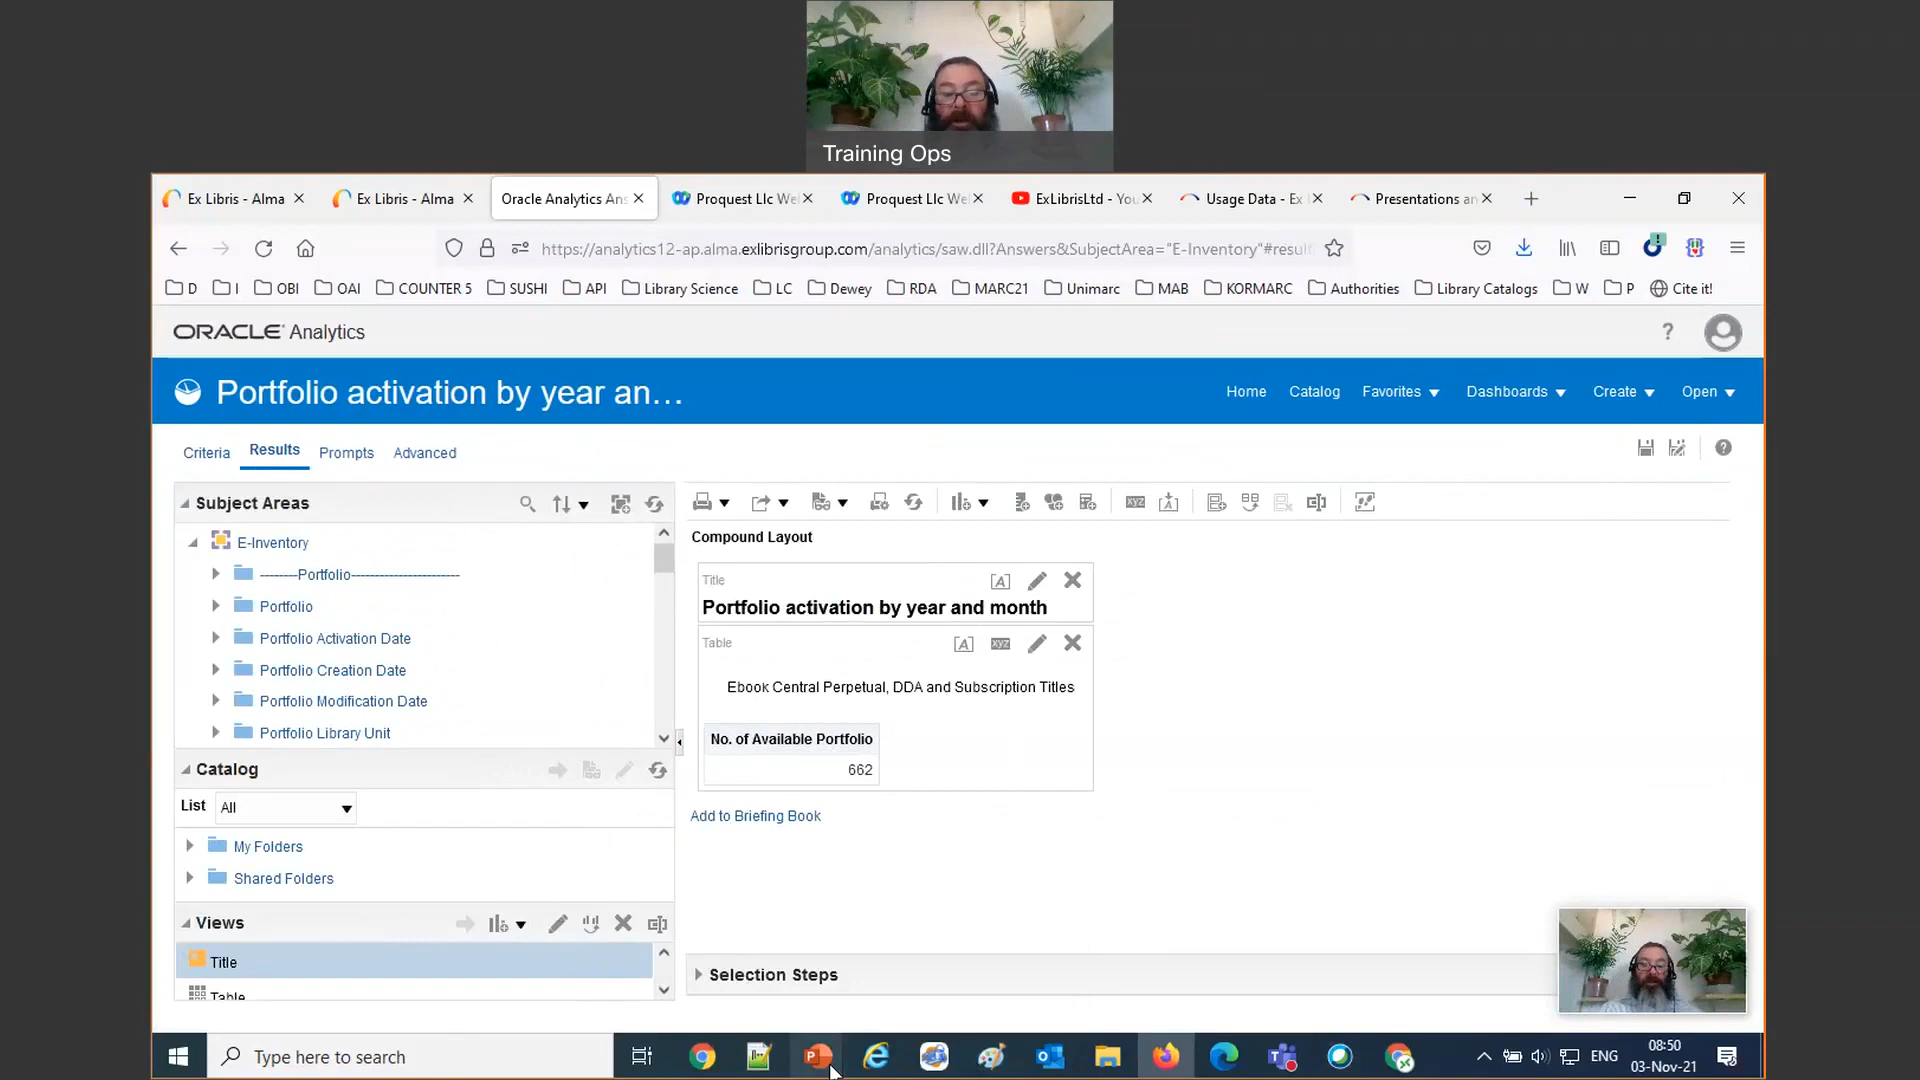 Training Ops
Ex Libris - Alma
Ex Libris - Alma
Oracle Analytics Ans
Proquest Llc We
Proquest Llc We
ExLibrisLtd - You
Usage Data - Ex
Presentations an
https://analytics12-ap.alma.exlibrisgroup.com/analytics/saw.dll?Answers&SubjectArea="E-Inventory"#resul
D
I
OBI
OAI
COUNTER 5
SUSHI
API
Library Science
LC
Dewey
RDA
MARC21
Unimarc
MAB
KORMARC
Authorities
Library Catalogs
W
P
Cite it!
ORACLE Analytics
?
Portfolio activation by year an...
Home
Catalog
Favorites
Dashboards
Create
Open
Criteria
Results
Prompts
Advanced
Subject Areas
E-Inventory
--------Portfolio-----------------------
Portfolio
Portfolio Activation Date
Portfolio Creation Date
Portfolio Modification Date
Portfolio Library Unit
Catalog
List
All
My Folders
Shared Folders
Views
Title
Table
Compound Layout
Title
Portfolio activation by year and month
Table
Ebook Central Perpetual, DDA and Subscription Titles
No. of Available Portfolio
662
Add to Briefing Book
Selection Steps
Type here to search
ENG
08:50
03-Nov-21